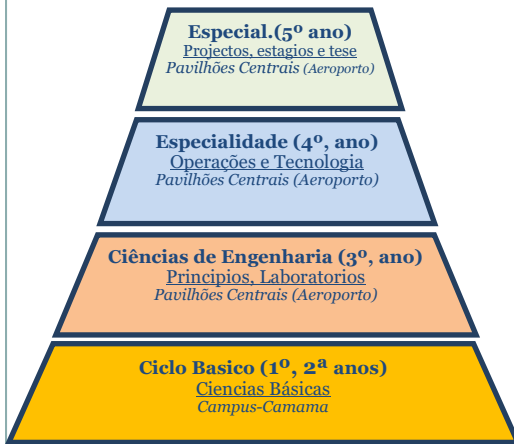 Especial.(5º ano)
Projectos, estagios e tese
Pavilhões Centrais (Aeroporto)
Especialidade (4º, ano)
Operações e Tecnologia
Pavilhões Centrais (Aeroporto)
Ciências de Engenharia (3º, ano)
Principios, Laboratorios
Pavilhões Centrais (Aeroporto)
Ciclo Basico (1º, 2ª anos)
Ciencias Básicas
Campus-Camama